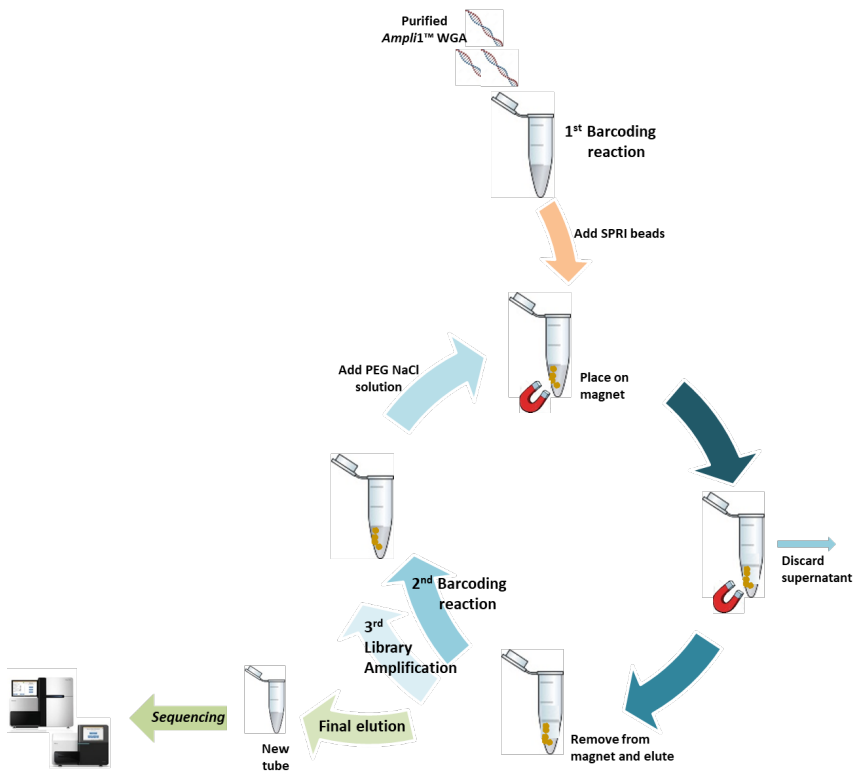 Purified
Ampli1™ WGA
1st Barcoding
reaction
Add SPRI beads
Add PEG NaCl
solution
Place on
magnet
Discard
supernatant
2nd Barcoding
reaction
3rd
Library
Amplification
Remove from
magnet and elute
Final elution
New
tube
Sequencing